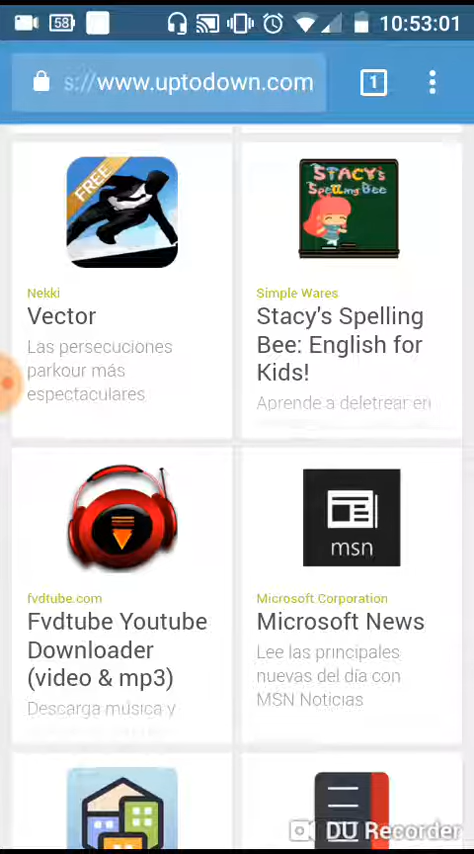 58
10:53:01
s://www.uptodown.com
1
FREE
STACY's
Spelling
Bee
Nekki
Vector
Las persecuciones
parkour más
espectaculares
Simple Wares
Stacy's Spelling
Bee: English for
Kids!
Aprende a deletrear en
msn
fvdtube.com
Fvdtube Youtube
Downloader
(video & mp3)
Descarga música y
Microsoft Corporation
Microsoft News
Lee las principales
nuevas del día con
MSN Noticias
DU Recorder